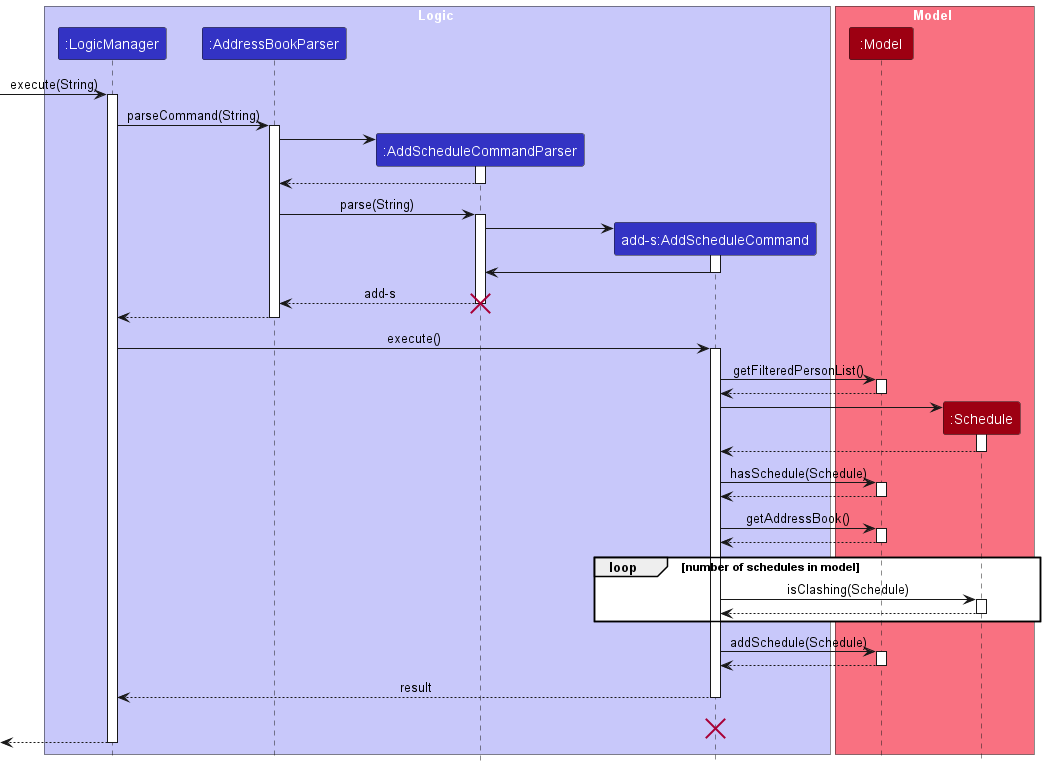 Logic
Model
:LogicManager
:AddressBookParser
:Model
execute(String)
parseCommand(String)
:AddScheduleCommandParser
parse(String)
add-s:AddScheduleCommand
add-s
execute()
getFilteredPersonList()
:Schedule
hasSchedule(Schedule)
getAddressBook()
loop
[number of schedules in model]
isClashing(Schedule)
addSchedule(Schedule)
result